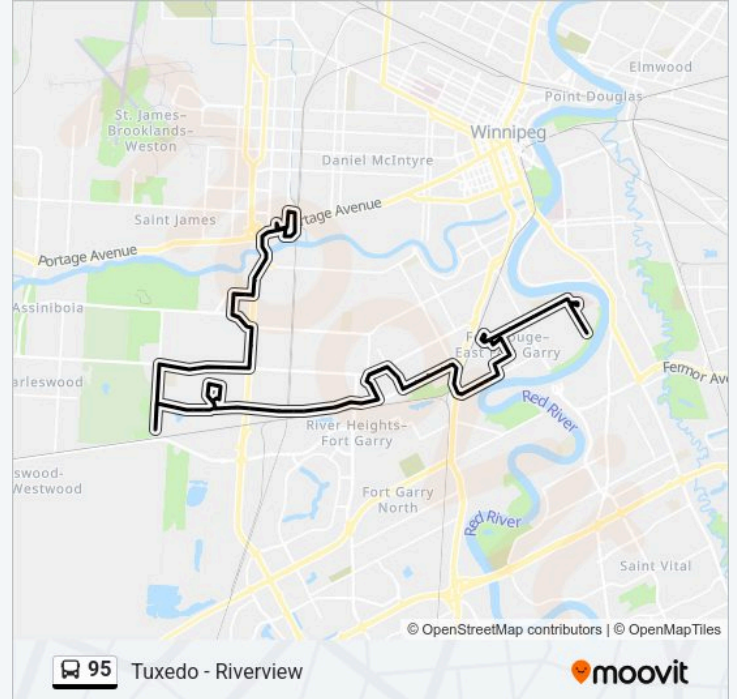 Elmwood
Point Douglas
St. James–
Brooklands–
Weston
Winnipeg
Daniel McIntyre
Saint James
Portage Avenue
Portage Avenue
Assiniboia
East
Garry
Fermor Av
arleswood
Red River
River Heights–
Fort Garry
swood-
Westwood
Fort Garry
North
Red River
Saint Vital
© OpenStreetMap contributors | © OpenMapTiles
95 Tuxedo - Riverview
moovit